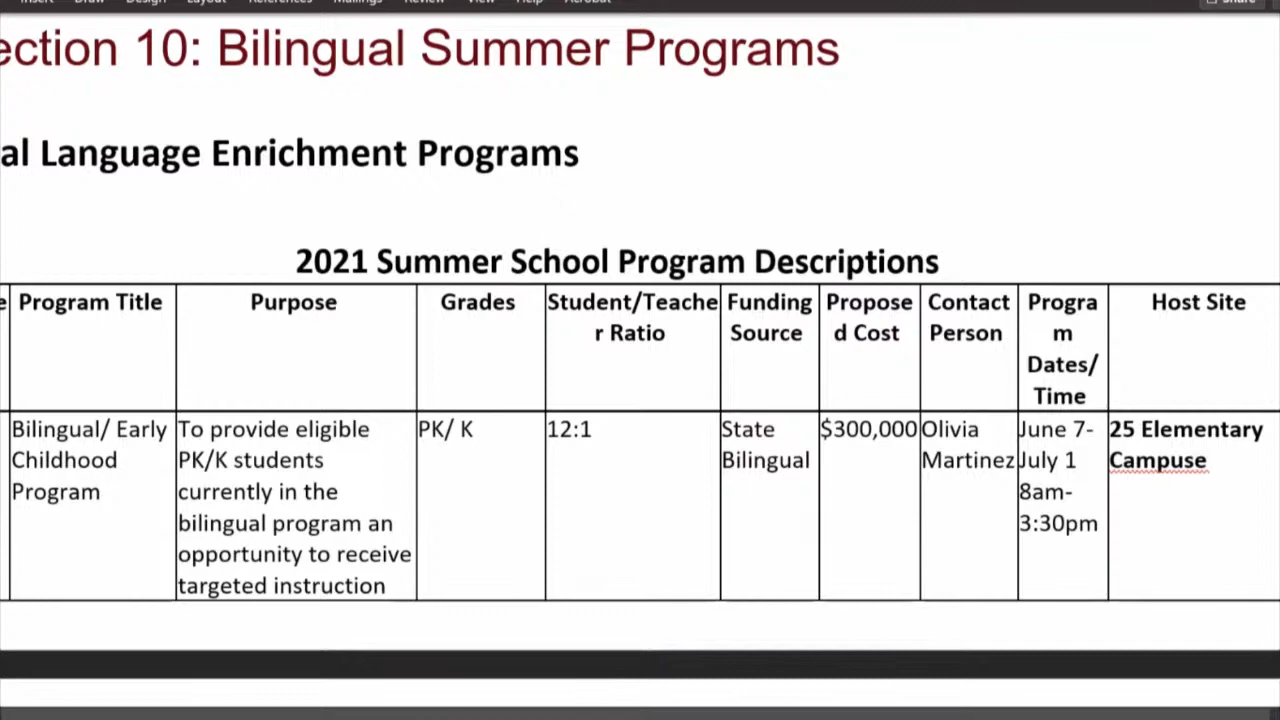 ection 10: Bilingual Summer Programs
al Language Enrichment Programs
2021 Summer School Program Descriptions
e
Program Title
Purpose
Grades
Student/Teache
r Ratio
Funding
Source
Propose
d Cost
Contact
Person
Progra
m
Dates/
Time
Host Site
Bilingual/ Early
Childhood
Program
To provide eligible
PK/K students
currently in the
bilingual program an
opportunity to receive
targeted instruction
PK/ K
12:1
State
Bilingual
$300,000
Olivia
Martinez
June 7-
July 1
8am-
3:30pm
25 Elementary
Campuse